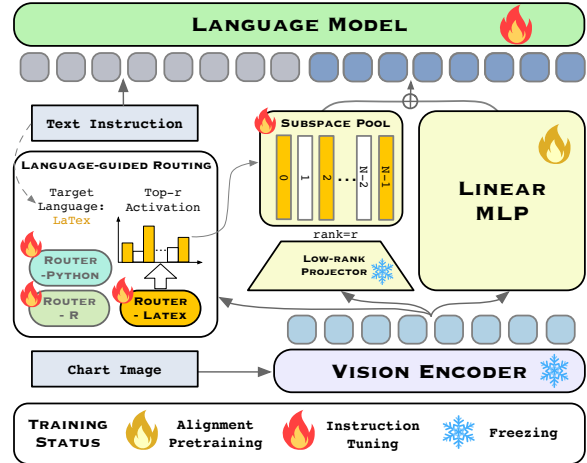 LANGUAGE MODEL
Text Instruction
SUBSPACE POOL
0
1
2
...
N-2
N-1
rank=r
LINEAR
MLP
LANGUAGE-GUIDED ROUTING
Target
Language:
LaTex
Top-r
Activation
ROUTER
-PYTHON
ROUTER
- R
ROUTER
- LATEX
LOW-RANK
PROJECTOR
Chart Image
VISION ENCODER
TRAINING
STATUS
Alignment
Pretraining
Instruction
Tuning
Freezing